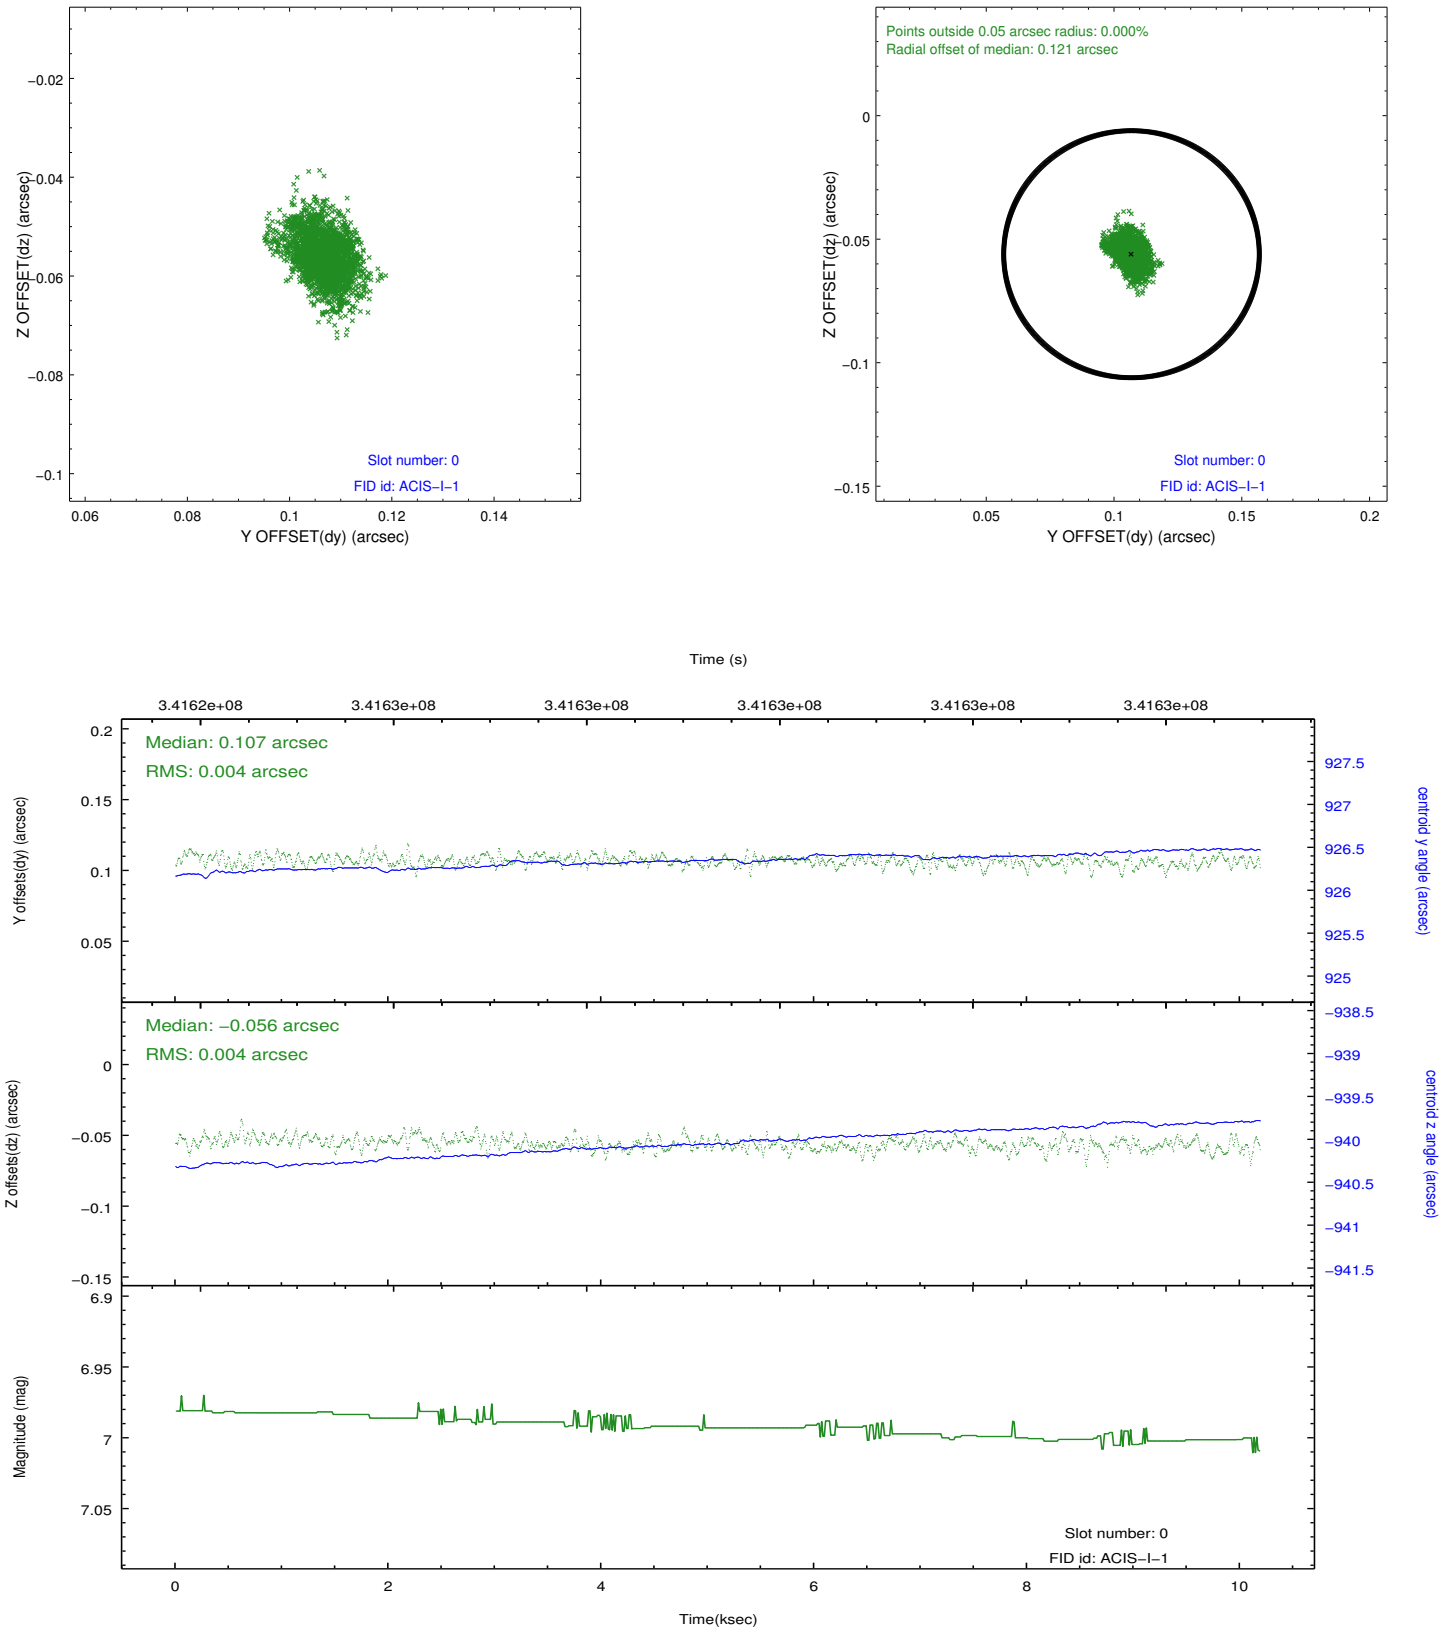 −0.02
−0.04
−0.06
−0.08
−0.1
Z OFFSET(dz) (arcsec)
Slot number: 0
FID id: ACIS−I−1
0.06
0.08
0.1
0.12
0.14
Y OFFSET(dy) (arcsec)
Points outside 0.05 arcsec radius: 0.000%
Radial offset of median: 0.121 arcsec
0
−0.05
−0.1
−0.15
Z OFFSET(dz) (arcsec)
Slot number: 0
FID id: ACIS−I−1
0.05
0.1
0.15
0.2
Y OFFSET(dy) (arcsec)
Time (s)
3.4162e+08
3.4163e+08
3.4163e+08
3.4163e+08
3.4163e+08
3.4163e+08
Median: 0.107 arcsec
RMS: 0.004 arcsec
0.2
0.15
0.1
0.05
Y offsets(dy) (arcsec)
927.5
927
926.5
926
925.5
925
centroid y angle (arcsec)
Median: −0.056 arcsec
RMS: 0.004 arcsec
0
−0.05
−0.1
−0.15
Z offsets(dz) (arcsec)
−938.5
−939
−939.5
−940
−940.5
−941
−941.5
centroid z angle (arcsec)
6.9
6.95
7
7.05
Magnitude (mag)
Slot number: 0
FID id: ACIS−I−1
0
2
4
6
8
10
Time(ksec)